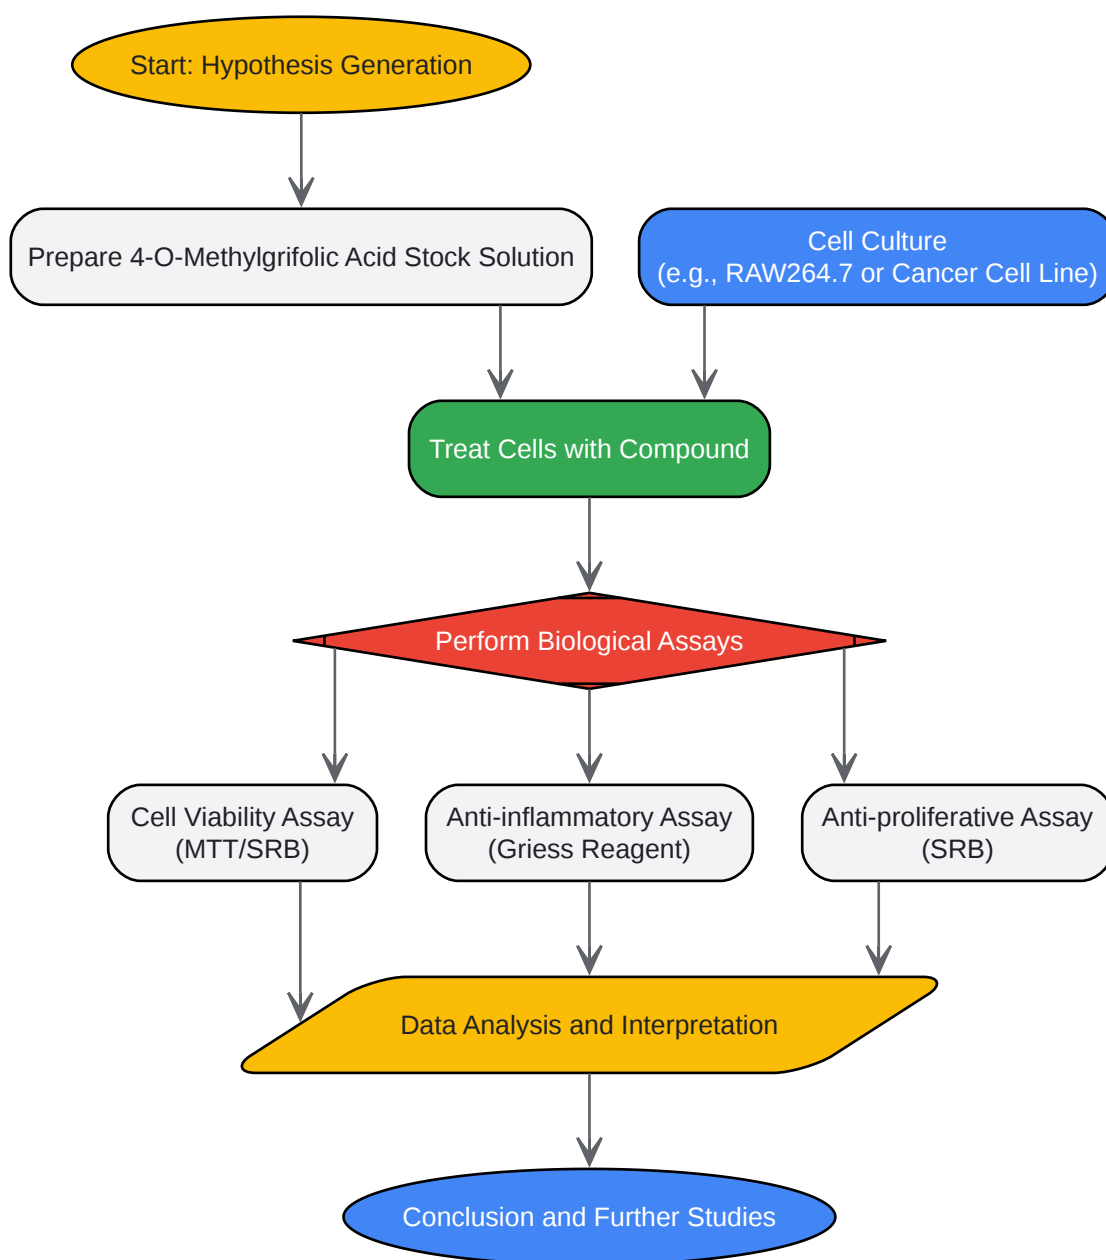 Start: Hypothesis Generation
Prepare 4-O-Methylgrifolic Acid Stock Solution
Cell Culture
(e.g., RAW264.7 or Cancer Cell Line)
Treat Cells with Compound
Perform Biological Assays
Cell Viability Assay
(MTT/SRB)
Anti-inflammatory Assay
(Griess Reagent)
Anti-proliferative Assay
(SRB)
Data Analysis and Interpretation
Conclusion and Further Studies